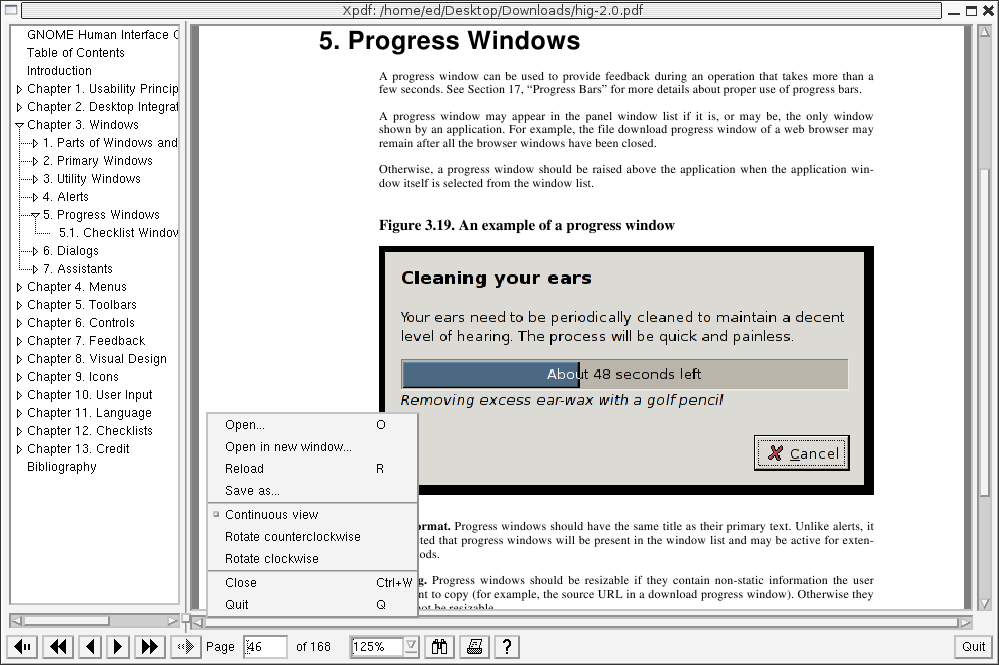 Xpdf: /home/ed/Desktop/Downloads/hig-2.0.pdf
GNOME Human Interface G
Table of Contents
Introduction
Chapter 1. Usability Princip
Chapter 2. Desktop Integrat
Chapter 3. Windows
1. Parts of Windows and
2. Primary Windows
3. Utility Windows
4. Alerts
5. Progress Windows
5.1. Checklist Window
6. Dialogs
7. Assistants
Chapter 4. Menus
Chapter 5. Toolbars
Chapter 6. Controls
Chapter 7. Feedback
Chapter 8. Visual Design
Chapter 9. Icons
Chapter 10. User Input
Chapter 11. Language
Chapter 12. Checklists
Chapter 13. Credit
Bibliography
5. Progress Windows
A progress window can be used to provide feedback during an operation that takes more than a
few seconds. See Section 17, “Progress Bars” for more details about proper use of progress bars.
A progress window may appear in the panel window list if it is, or may be, the only window
shown by an application. For example, the file download progress window of a web browser may
remain after all the browser windows have been closed.
Otherwise, a progress window should be raised above the application when the application win-
dow itself is selected from the window list.
Figure 3.19. An example of a progress window
Cleaning your ears
Your ears need to be periodically cleaned to maintain a decent
level of hearing. The process will be quick and painless.
About 48 seconds left
Removing excess ear-wax with a golf pencil
Cancel
ormat. Progress windows should have the same title as their primary text. Unlike alerts, it
ted that progress windows will be present in the window list and may be active for exten-
ods.
g. Progress windows should be resizable if they contain non-static information the user
nt to copy (for example, the source URL in a download progress window). Otherwise they
not be resizable.
Open... O
Open in new window...
Reload R
Save as...
Continuous view
Rotate counterclockwise
Rotate clockwise
Close Ctrl+W
Quit Q
Page 46 of 168 125% ? Quit